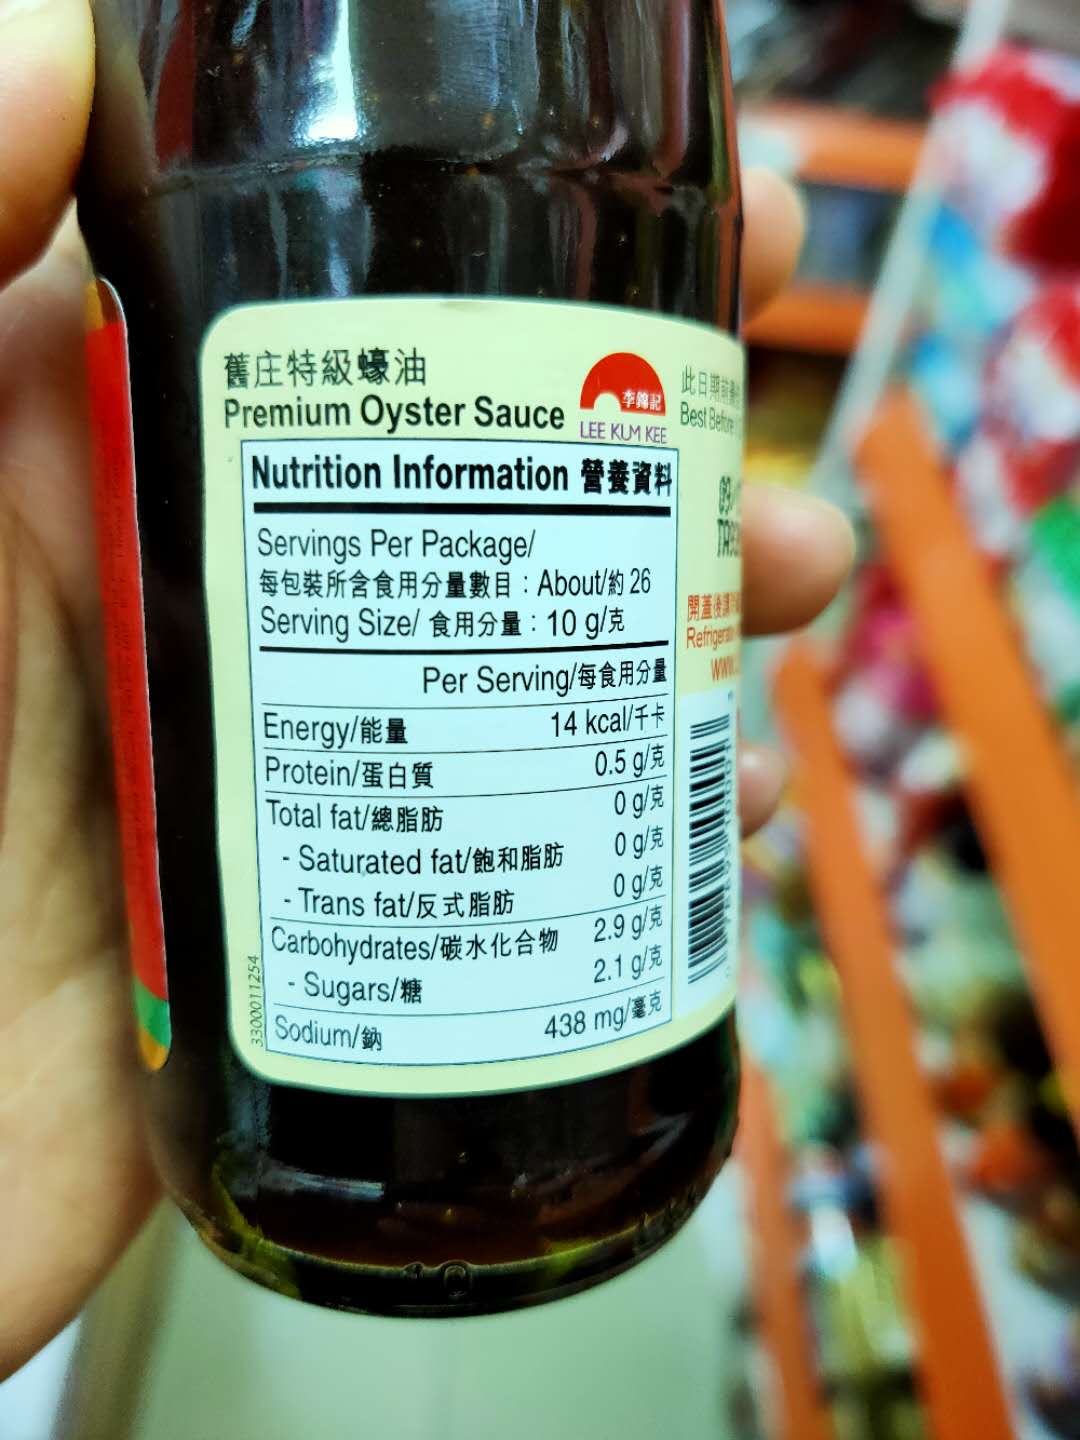 舊庄特級蠔油
Premium Oyster Sauce
李錦記
LEE KUM KEE
Nutrition Information 營養資料
Servings Per Package/
每包裝所含食用分量數目：About/約 26
Serving Size/ 食用分量：10 g/克
Per Serving/每食用分量
Energy/能量 14 kcal/千卡
Protein/蛋白質 0.5 g/克
Total fat/總脂肪 0 g/克
- Saturated fat/飽和脂肪 0 g/克
- Trans fat/反式脂肪 0 g/克
Carbohydrates/碳水化合物 2.9 g/克
- Sugars/糖 2.1 g/克
Sodium/鈉 438 mg/毫克
3300011254
此日期前
Best Before
開蓋後
10